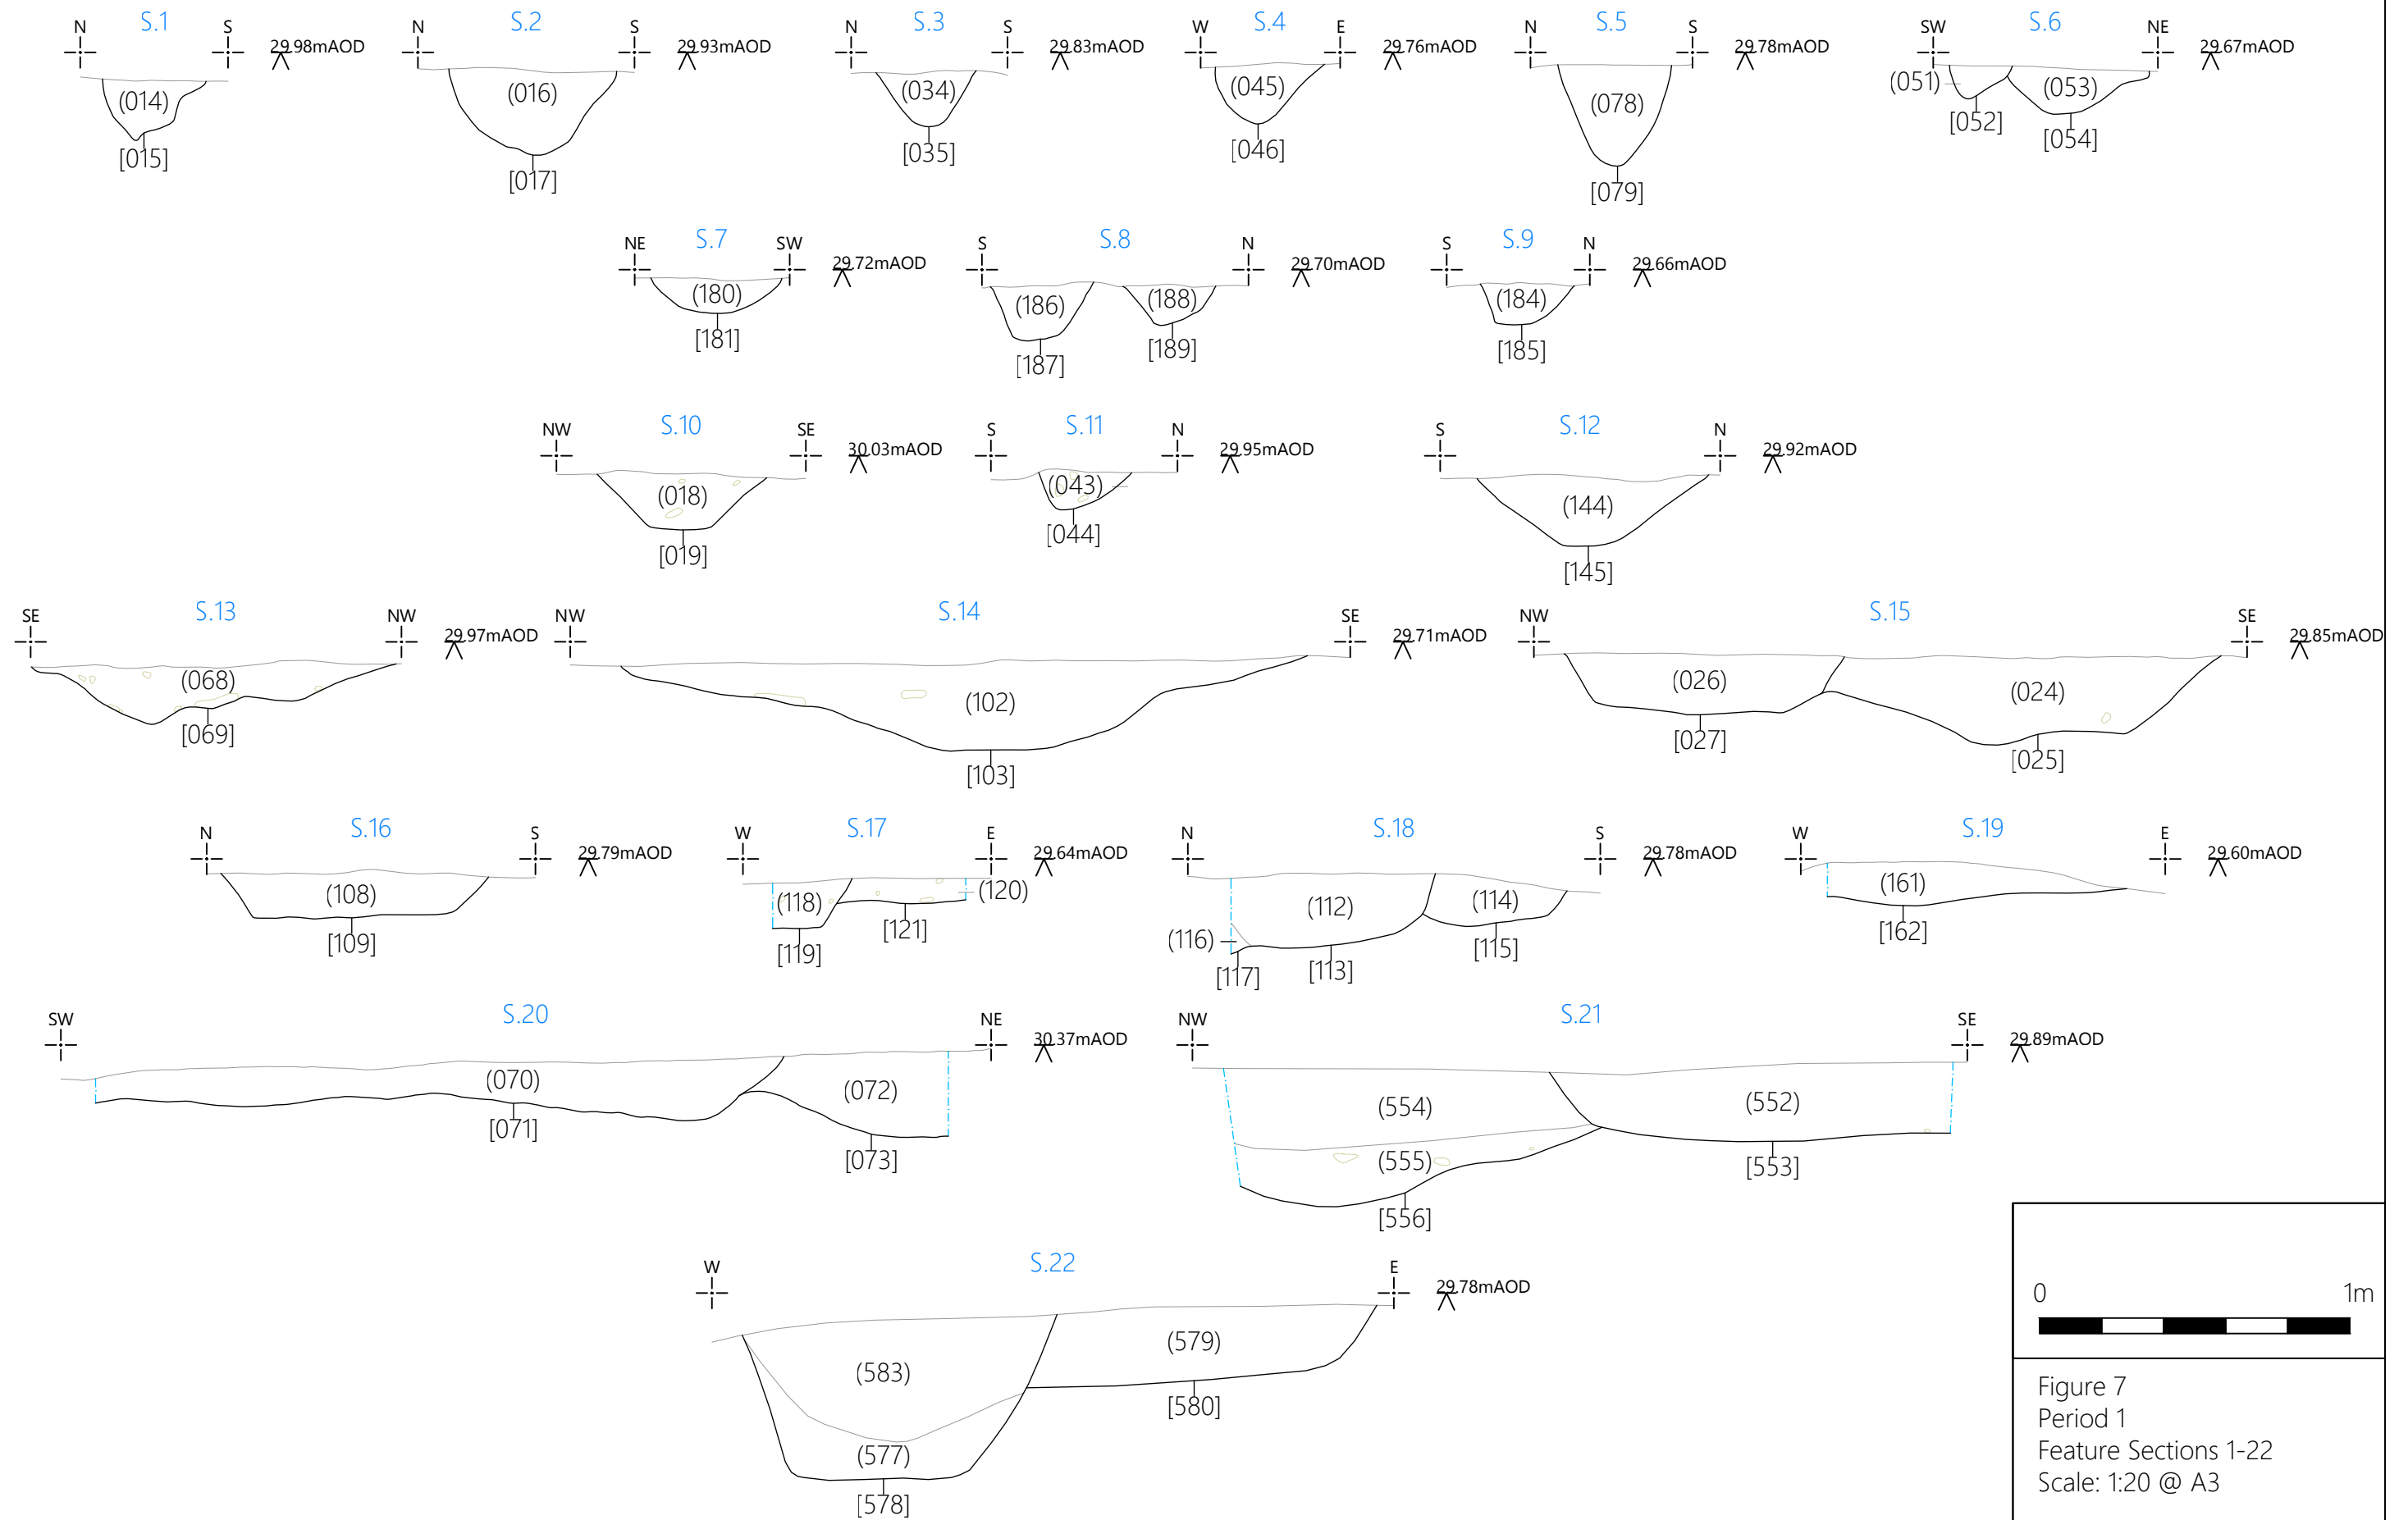 S.1
N S 29.98mAOD
(014)
[015]
S.2
N S 29.93mAOD
(016)
[017]
S.3
N S 29.83mAOD
(034)
[035]
S.4
W E 29.76mAOD
(045)
[046]
S.5
N S 29.78mAOD
(078)
[079]
S.6
SW NE 29.67mAOD
(051) (053)
[052] [054]
S.7
NE SW 29.72mAOD
(180)
[181]
S.8
S N 29.70mAOD
(186) (188)
[187] [189]
S.9
S N 29.66mAOD
(184)
[185]
S.10
NW SE 30.03mAOD
(018)
[019]
S.11
S N 29.95mAOD
(043)
[044]
S.12
S N 29.92mAOD
(144)
[145]
S.13
SE NW 29.97mAOD
(068)
[069]
S.14
NW SE 29.71mAOD
(102)
[103]
S.15
NW SE 29.85mAOD
(026) (024)
[027] [025]
S.16
N S 29.79mAOD
(108)
[109]
S.17
W E 29.64mAOD
(118) (120)
[119] [121]
S.18
N S 29.78mAOD
(112) (114)
(116)
[117] [113] [115]
S.19
W E 29.60mAOD
(161)
[162]
S.20
SW NE 30.37mAOD
(070) (072)
[071] [073]
S.21
NW SE 29.89mAOD
(554) (552)
(555) [553]
[556]
S.22
W E 29.78mAOD
(583) (579)
[580]
(577)
[578]
0 1m
Figure 7
Period 1
Feature Sections 1-22
Scale: 1:20 @ A3